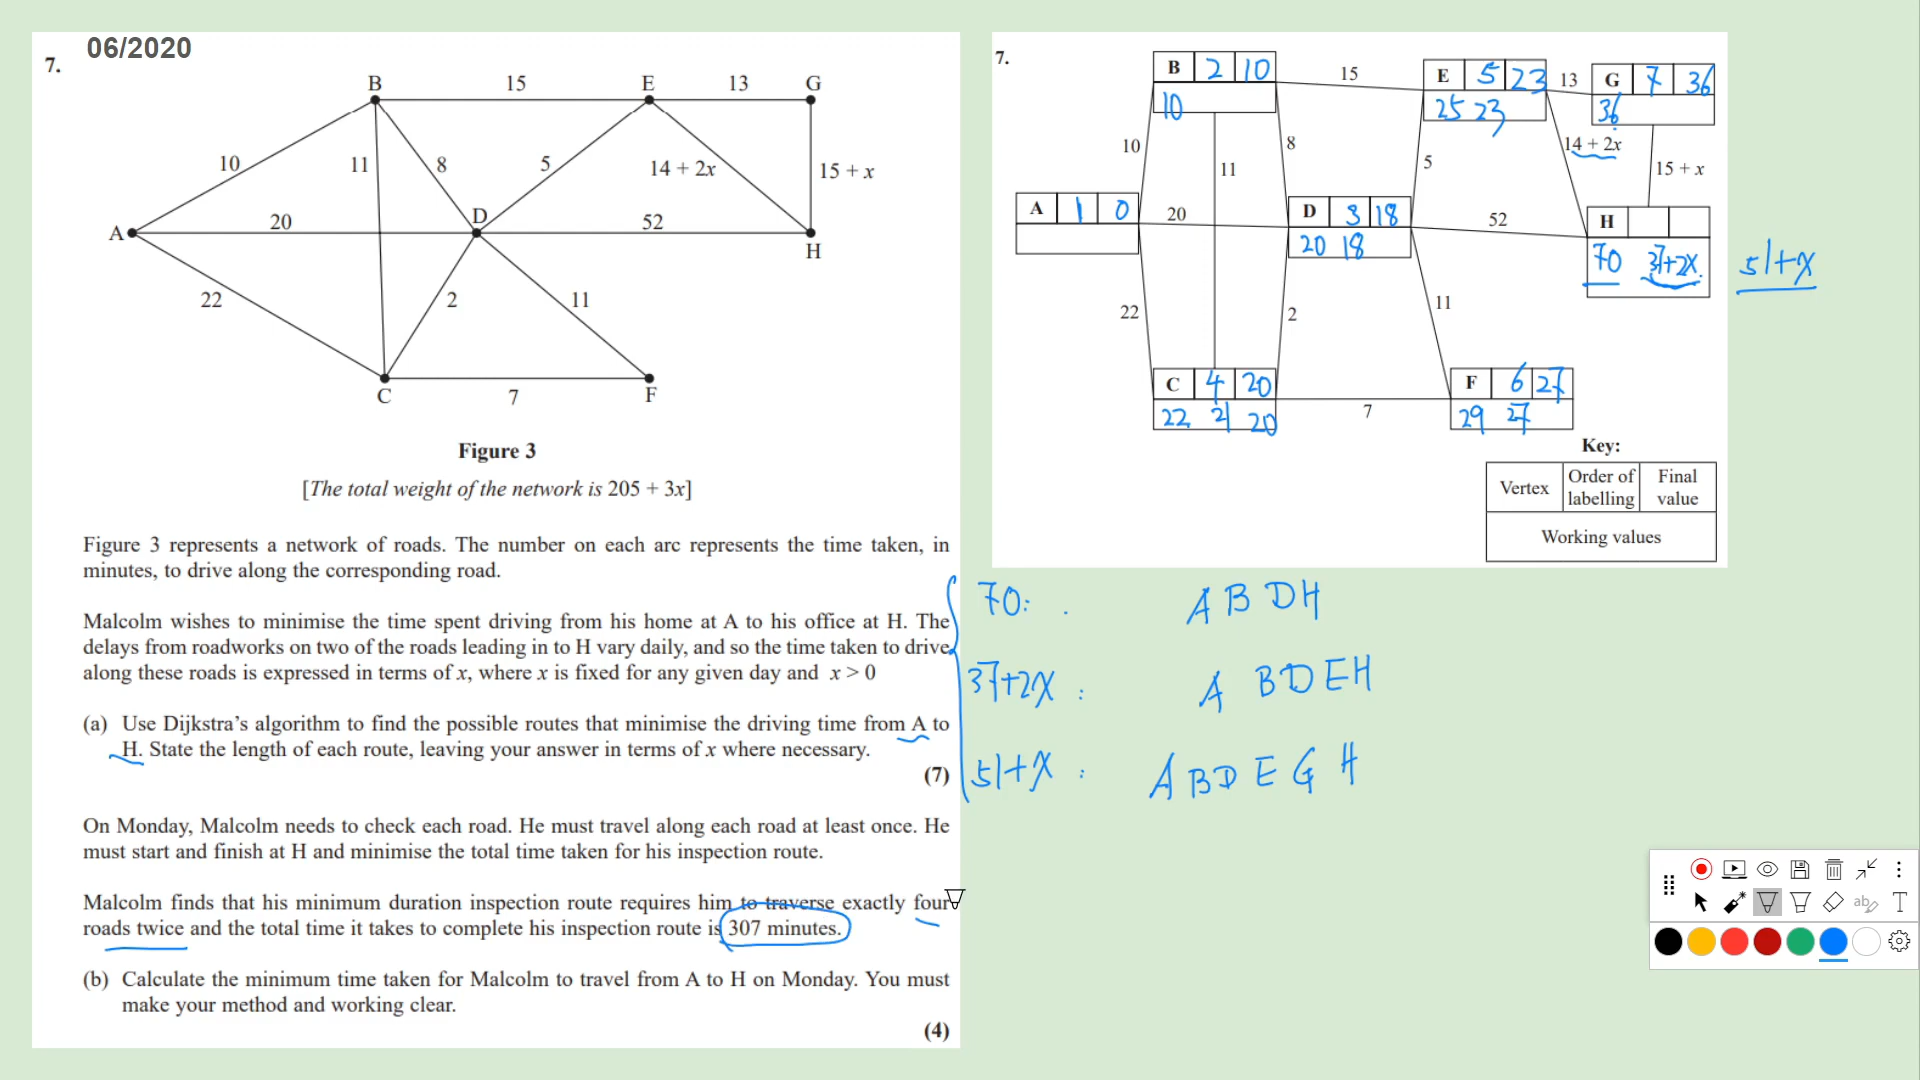 06/2020
7.
B 15 E 13 G
10 11 8 5 14 + 2x 15 + x
A 20 D 52 H
22 2 11
C 7 F
Figure 3
[The total weight of the network is 205 + 3x]
Figure 3 represents a network of roads. The number on each arc represents the time taken, in
minutes, to drive along the corresponding road.
Malcolm wishes to minimise the time spent driving from his home at A to his office at H. The
delays from roadworks on two of the roads leading in to H vary daily, and so the time taken to drive
along these roads is expressed in terms of x, where x is fixed for any given day and x > 0
(a) Use Dijkstra's algorithm to find the possible routes that minimise the driving time from A to
H. State the length of each route, leaving your answer in terms of x where necessary.
(7)
On Monday, Malcolm needs to check each road. He must travel along each road at least once. He
must start and finish at H and minimise the total time taken for his inspection route.
Malcolm finds that his minimum duration inspection route requires him to traverse exactly four
roads twice and the total time it takes to complete his inspection route is 307 minutes.
(b) Calculate the minimum time taken for Malcolm to travel from A to H on Monday. You must
make your method and working clear.
(4)
7.
B 2 10 15 E 5 23 13 G 7 36
10 25 23 36
10 11 8 5 14 + 2x 15 + x
A 1 0 20 D 3 18 52 H
20 18 70 37+2x 51+x
22 2 11
C 4 20 7 F 6 27
22 21 20 29 27
Key:
Vertex
Order of
labelling
Final
value
Working values
70: ABDH
37+2x: ABDEH
51+x: ABDEGH
ab
T